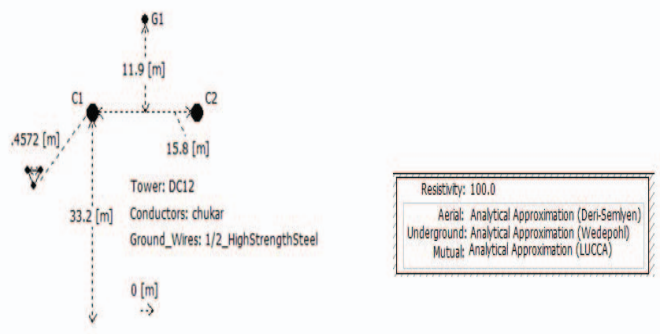 G1
11.9 [m]
C1
C2
.4572 [m]
15.8 [m]
Tower: DC12
33.2 [m]
Conductors: chukar
Ground_Wires: 1/2_HighStrengthSteel
0 [m]
Resistivity: 100.0
Aerial: Analytical Approximation (Deri-Semlyen)
Underground: Analytical Approximation (Wedepohl)
Mutual: Analytical Approximation (LUCCA)